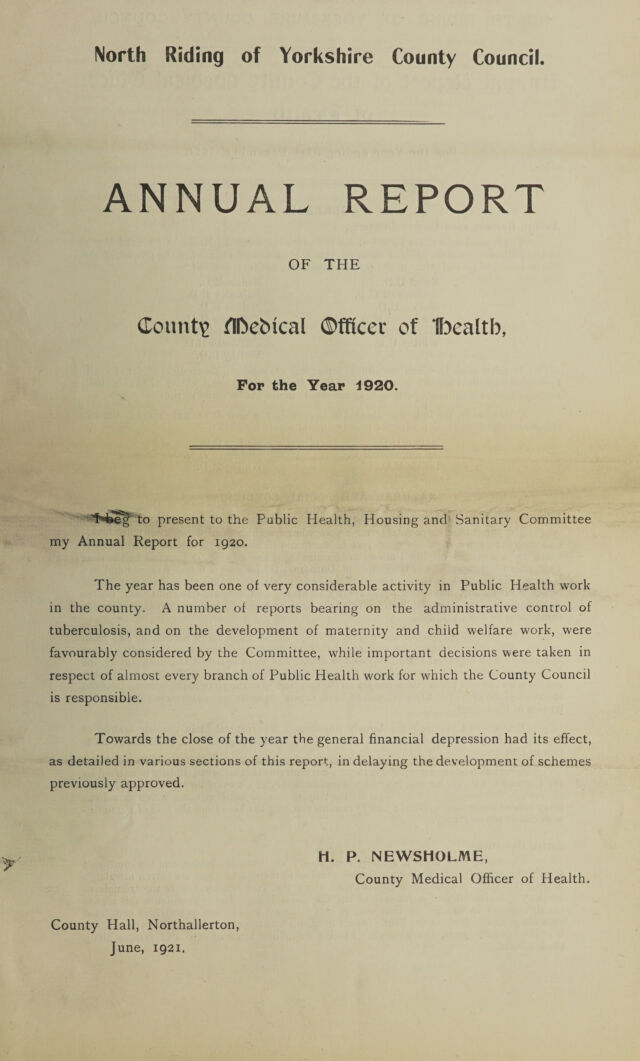 North Riding of Yorkshire County Council.
ANNUAL REPORT
OF THE
County Medical Officer of Health,
For the Year 1920.
I beg to present to the Public Health, Housing and Sanitary Committee
my Annual Report for 1920.
The year has been one of very considerable activity in Public Health work
in the county. A number of reports bearing on the administrative control of
tuberculosis, and on the development of maternity and child welfare work, were
favourably considered by the Committee, while important decisions were taken in
respect of almost every branch of Public Health work for which the County Council
is responsible.
Towards the close of the year the general financial depression had its effect,
as detailed in various sections of this report, in delaying the development of schemes
previously approved.
H. P. NEWSHOLME,
County Medical Officer of Health.
County Hall, Northallerton,
June, 1921.